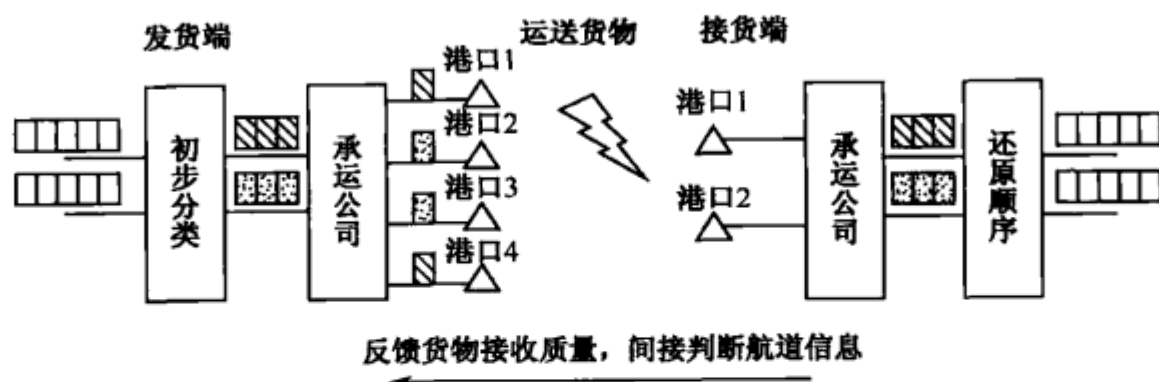 发货端
运送货物
接货端
港口1
港口2
港口3
港口4
初步分类
承运公司
港口1
港口2
承运公司
还原顺序
反馈货物接收质量，间接判断航道信息